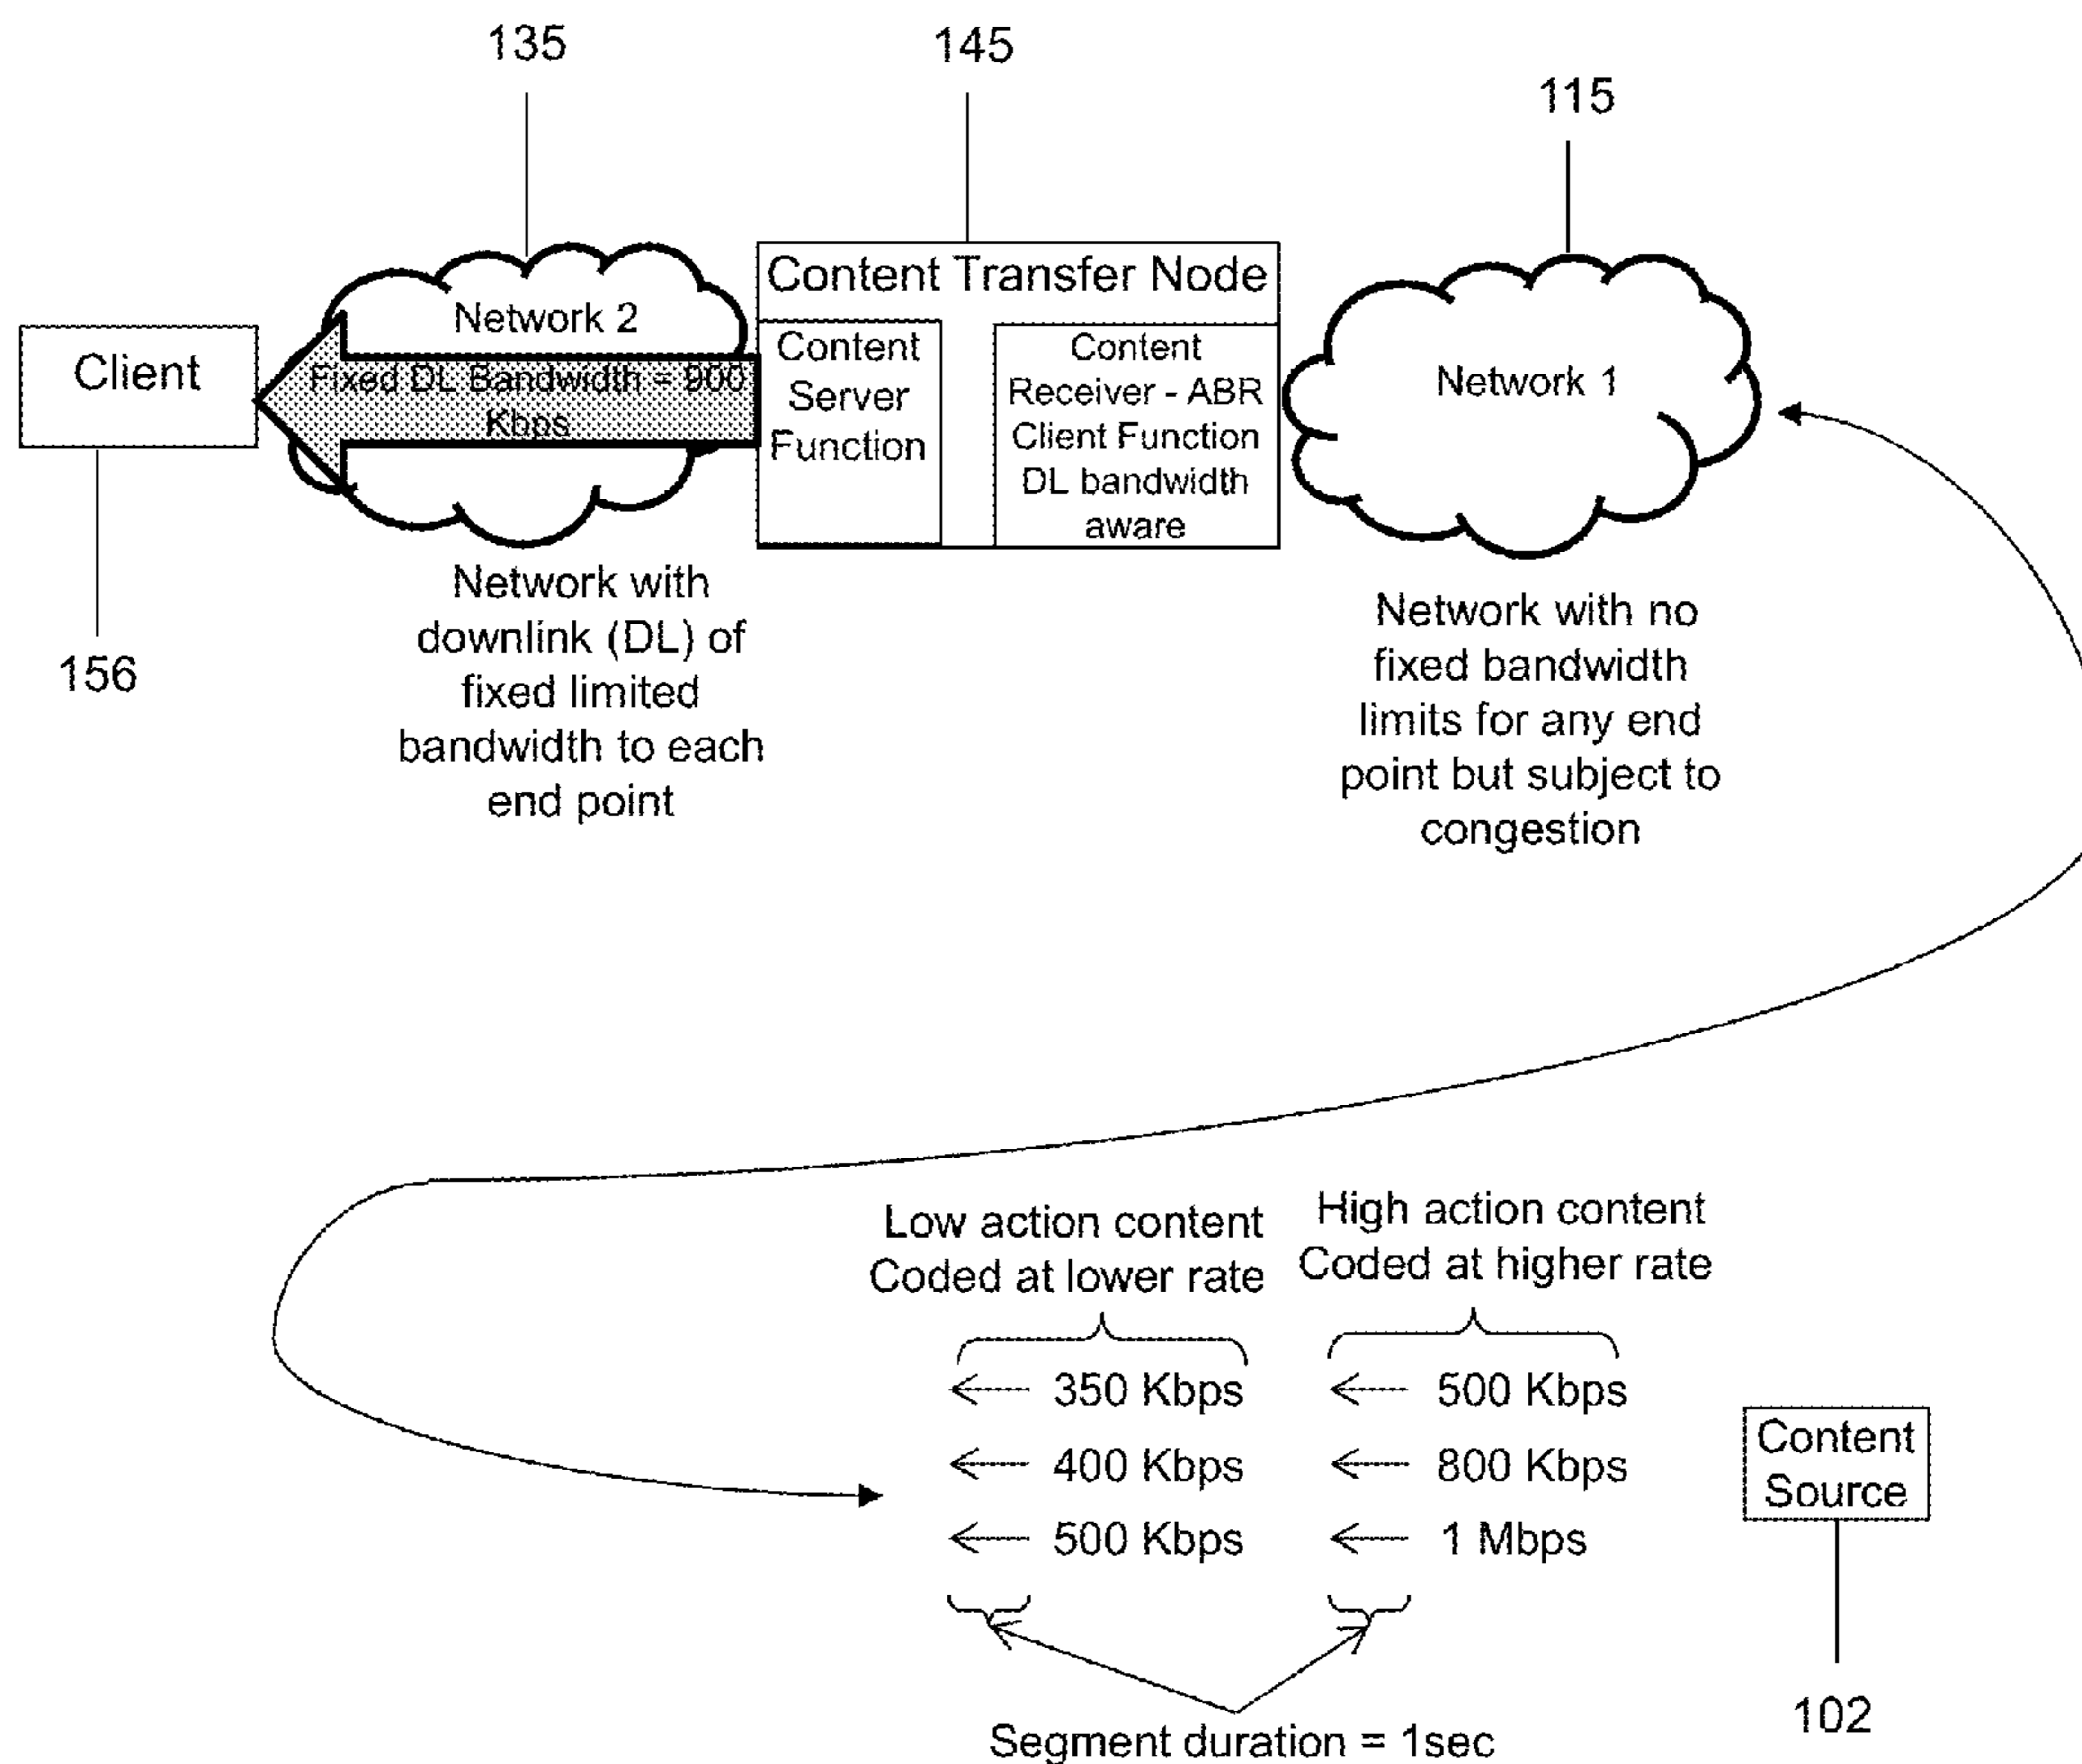 135
145
115
Content Transfer Node
Network 2
Client
Fixed DL Bandwidth = 900
Kbps
Content
Server
Function
Content
Receiver - ABR
Client Function
DL bandwidth
aware
Network 1
156
Network with
downlink (DL) of
fixed limited
bandwidth to each
end point
Network with no
fixed bandwidth
limits for any end
point but subject to
congestion
Low action content
Coded at lower rate
High action content
Coded at higher rate
350 Kbps
400 Kbps
500 Kbps
500 Kbps
800 Kbps
1 Mbps
Content
Source
102
Segment duration = 1sec